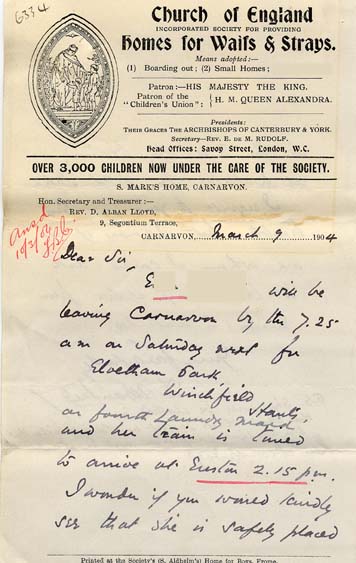 6334
Church of England
INCORPORATED SOCIETY FOR PROVIDING
Homes for Waifs & Strays.
Means adopted:—
(1) Boarding out; (2) Small Homes;
Patron:—HIS MAJESTY THE KING.
Patron of the "Children's Union": } H. M. QUEEN ALEXANDRA.
Presidents:
THEIR GRACES THE ARCHBISHOPS OF CANTERBURY & YORK.
Secretary—REV. E. DE M. RUDOLF.
Head Offices: Savoy Street, London, W.C.
OVER 3,000 CHILDREN NOW UNDER THE CARE OF THE SOCIETY.
S. MARK'S HOME, CARNARVON.
Hon. Secretary and Treasurer:—
REV. D. ALBAN LLOYD,
9, Segontium Terrace,
CARNARVON, March 9 1904
Ansd
10/3/04
Dear Sir
E. will be
leaving Carnarvon by the 7.25
am on Saturday next for
Elvetham Park
Winchfield Hants,
as fourth laundry maid
and her train is timed
to arrive at Euston 2.15 pm.
I wonder if you would kindly
see that she is safely placed
Printed at the Society's (S. Aldhelm's) Home for Boys, Frome.